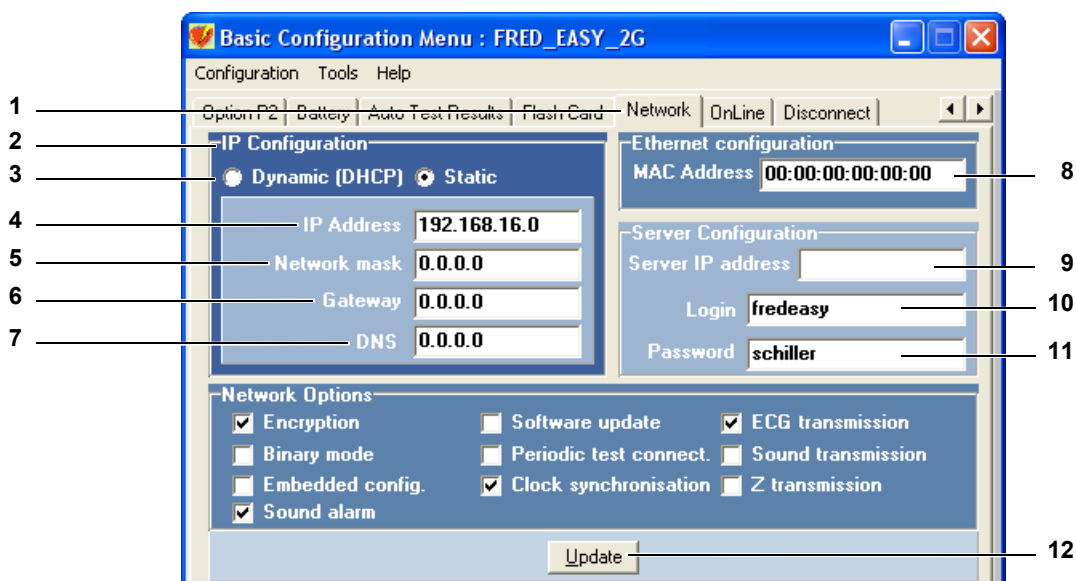 Basic Configuration Menu : FRED_EASY_2G
Configuration Tools Help
1 Option P2 Battery Auto Test Results Flash Card Network OnLine Disconnect
2 IP Configuration
3 Dynamic (DHCP) Static
4 IP Address 192.168.16.0
5 Network mask 0.0.0.0
6 Gateway 0.0.0.0
7 DNS 0.0.0.0
Ethernet configuration
MAC Address 00:00:00:00:00:00 8
Server Configuration
Server IP address 9
Login fredeasy 10
Password schiller 11
Network Options
Encryption Software update ECG transmission
Binary mode Periodic test connect. Sound transmission
Embedded config. Clock synchronisation Z transmission
Sound alarm
Update 12